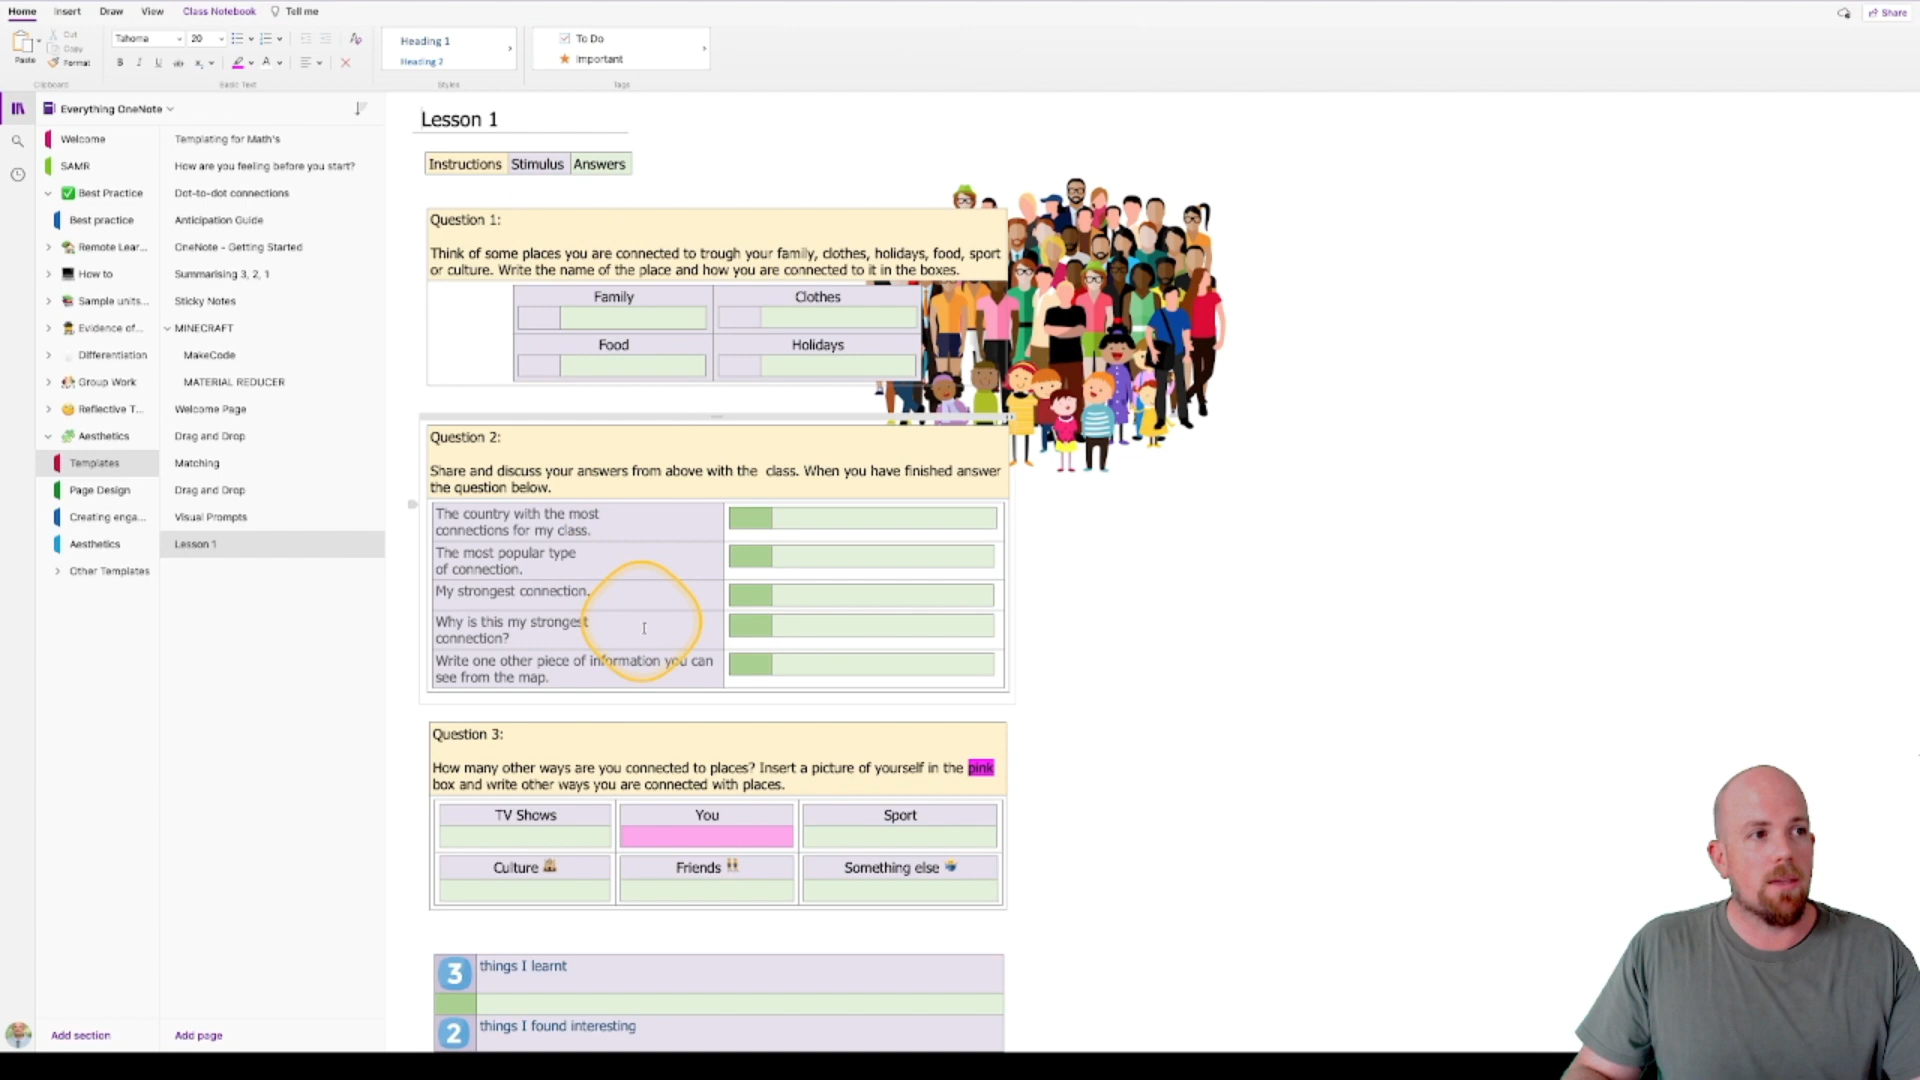 Home Insert Draw View Class Notebook Tell me
Share
Paste
Cut
Copy
Format
Tahoma 20
Heading 1
Heading 2
To Do
Important
Clipboard
Basic Text
Styles
Tags
Everything OneNote
Welcome
SAMR
Best Practice
Best practice
Remote Lear...
How to
Sample units...
Evidence of...
Differentiation
Group Work
Reflective T...
Aesthetics
Templates
Page Design
Creating enga...
Aesthetics
Other Templates
Add section
Templating for Math's
How are you feeling before you start?
Dot-to-dot connections
Anticipation Guide
OneNote - Getting Started
Summarising 3, 2, 1
Sticky Notes
MINECRAFT
MakeCode
MATERIAL REDUCER
Welcome Page
Drag and Drop
Matching
Drag and Drop
Visual Prompts
Lesson 1
Add page
Lesson 1
Instructions Stimulus Answers
Question 1:
Think of some places you are connected to trough your family, clothes, holidays, food, sport
or culture. Write the name of the place and how you are connected to it in the boxes.
Family Clothes
Food Holidays
Question 2:
Share and discuss your answers from above with the class. When you have finished answer
the question below.
The country with the most
connections for my class.
The most popular type
of connection.
My strongest connection.
Why is this my strongest
connection?
Write one other piece of information you can
see from the map.
Question 3:
How many other ways are you connected to places? Insert a picture of yourself in the pink
box and write other ways you are connected with places.
TV Shows You Sport
Culture Friends Something else
3 things I learnt
2 things I found interesting